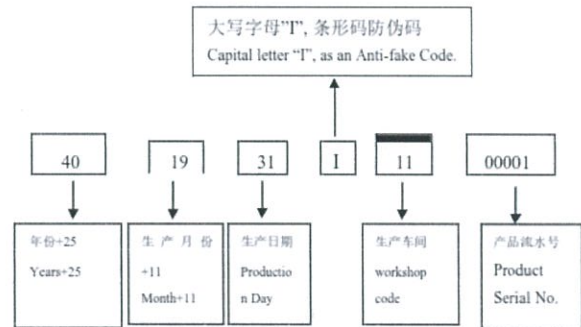 大写字母"I", 条形码防伪码
Capital letter "I", as an Anti-fake Code.
40 19 31 I 11 00001
年份+25
Years+25
生产月份
+11
Month+11
生产日期
Productio
n Day
生产车间
workshop
code
产品流水号
Product
Serial No.